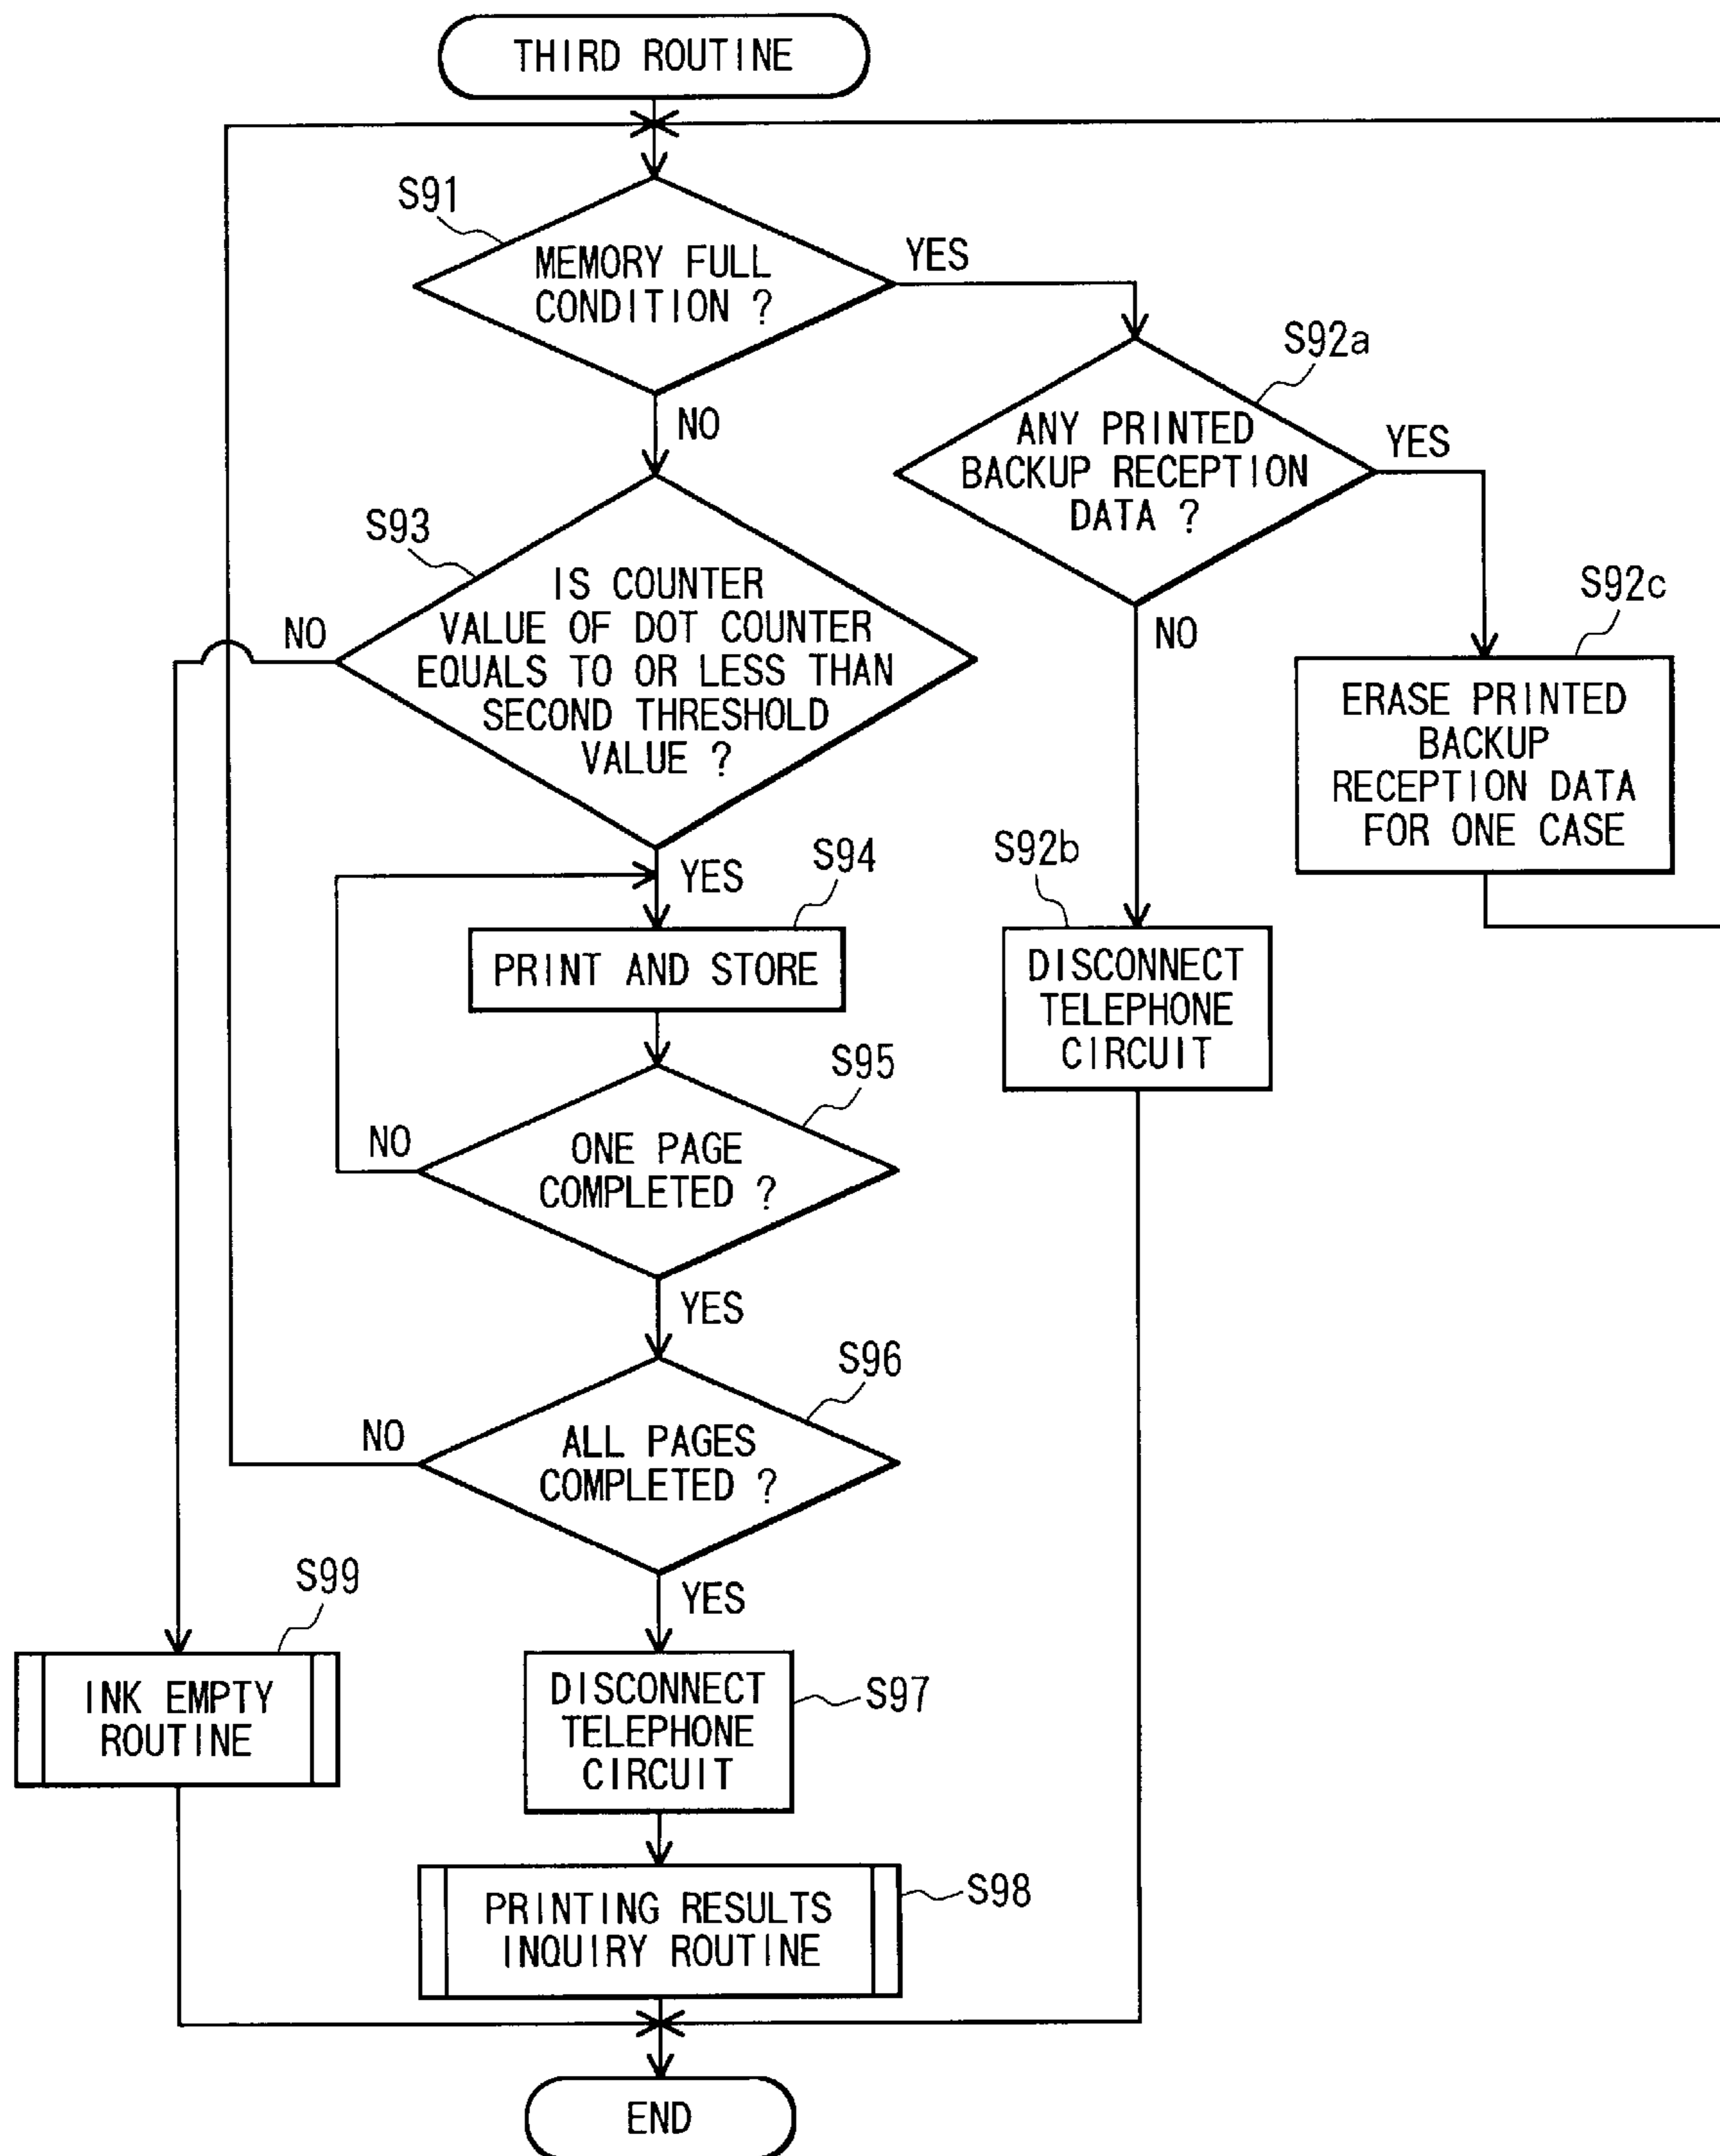 THIRD ROUTINE
S91
MEMORY FULL
CONDITION ?
YES
NO
S92a
ANY PRINTED
BACKUP RECEPTION
DATA ?
YES
NO
S92c
ERASE PRINTED
BACKUP
RECEPTION DATA
FOR ONE CASE
S93
IS COUNTER
VALUE OF DOT COUNTER
EQUALS TO OR LESS THAN
SECOND THRESHOLD
VALUE ?
NO
YES
S92b
DISCONNECT
TELEPHONE
CIRCUIT
S94
PRINT AND STORE
S95
ONE PAGE
COMPLETED ?
NO
YES
S96
ALL PAGES
COMPLETED ?
NO
YES
S99
INK EMPTY
ROUTINE
DISCONNECT
TELEPHONE
CIRCUIT
S97
PRINTING RESULTS
INQUIRY ROUTINE
S98
END